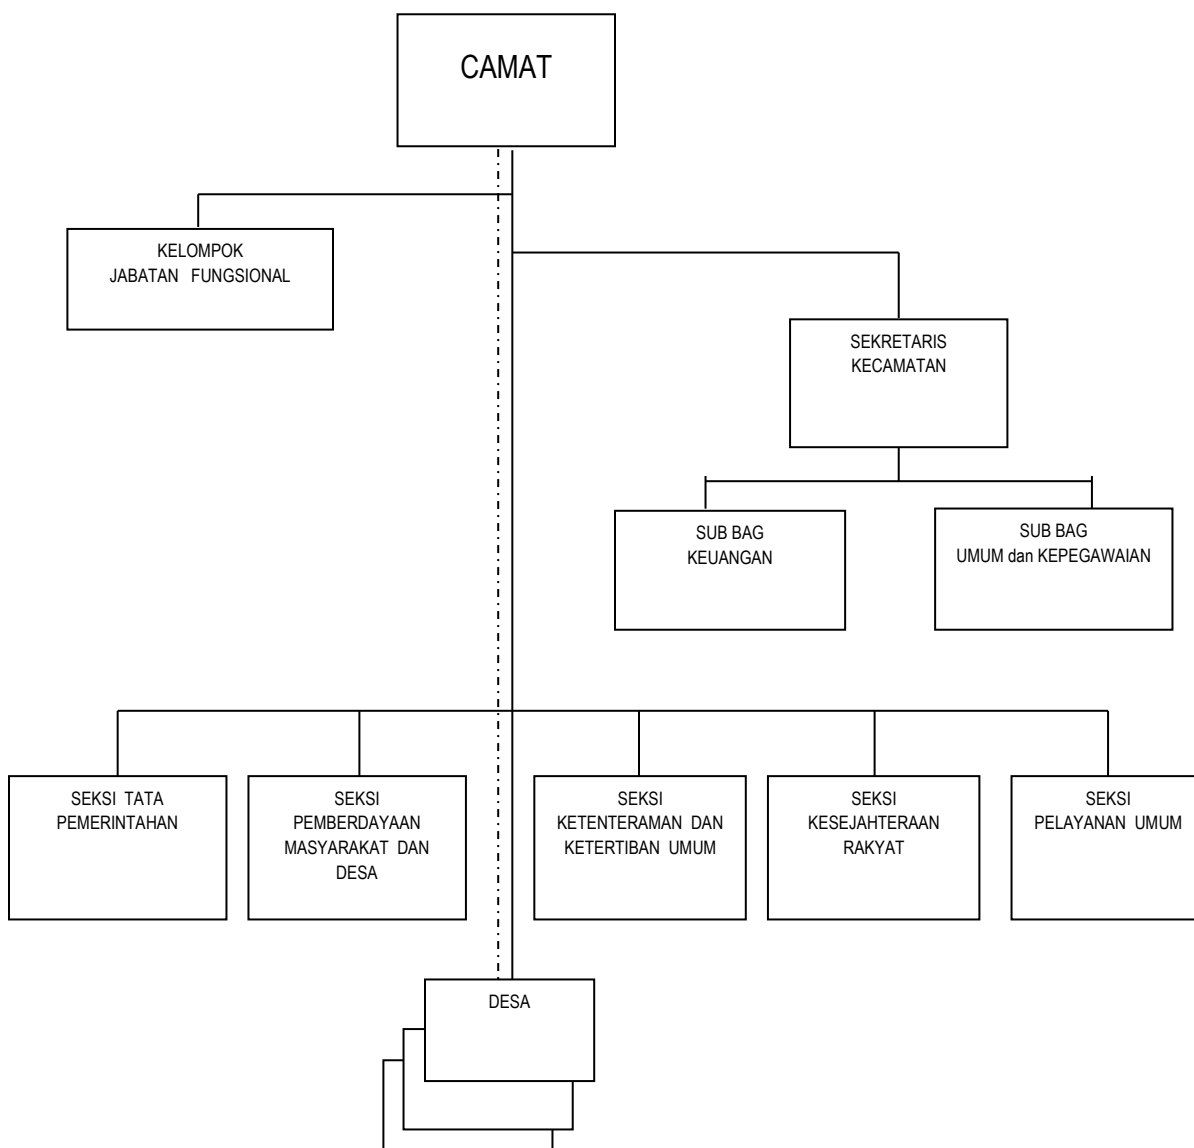 CAMAT
KELOMPOK
JABATAN FUNGSIONAL
SEKRETARIS
KECAMATAN
SUB BAG
KEUANGAN
SUB BAG
UMUM dan KEPEGAWAIAN
SEKSI TATA
PEMERINTAHAN
SEKSI
PEMBERDAYAAN
MASYARAKAT DAN
DESA
SEKSI
KETENTERAMAN DAN
KETERTIBAN UMUM
SEKSI
KESEJAHTERAAN
RAKYAT
SEKSI
PELAYANAN UMUM
DESA